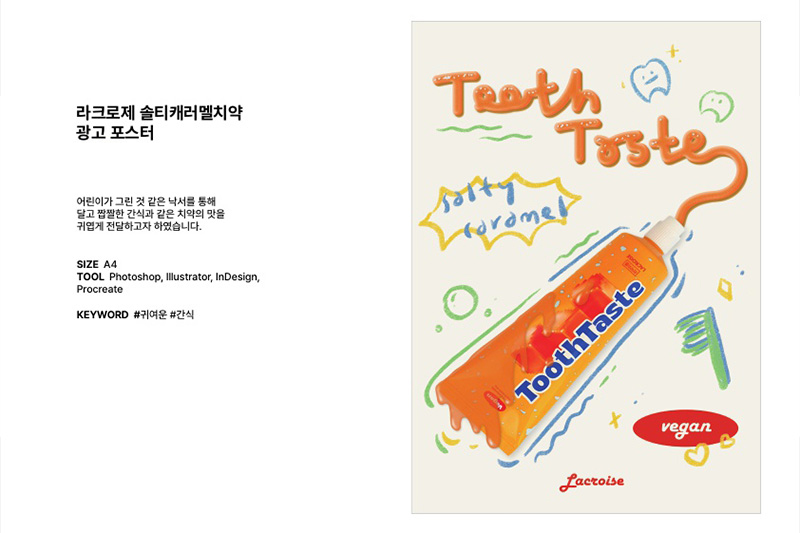 라크로제 솔티캐러멜치약
광고 포스터
어린이가 그린 것 같은 낙서를 통해
달고 짭짤한 간식과 같은 치약의 맛을
귀엽게 전달하고자 하였습니다.
SIZE A4
TOOL Photoshop, Illustrator, InDesign,
Procreate
KEYWORD #귀여운 #간식
Tooth
Taste
salty
caramel
ToothTaste
vegan
Lacroise